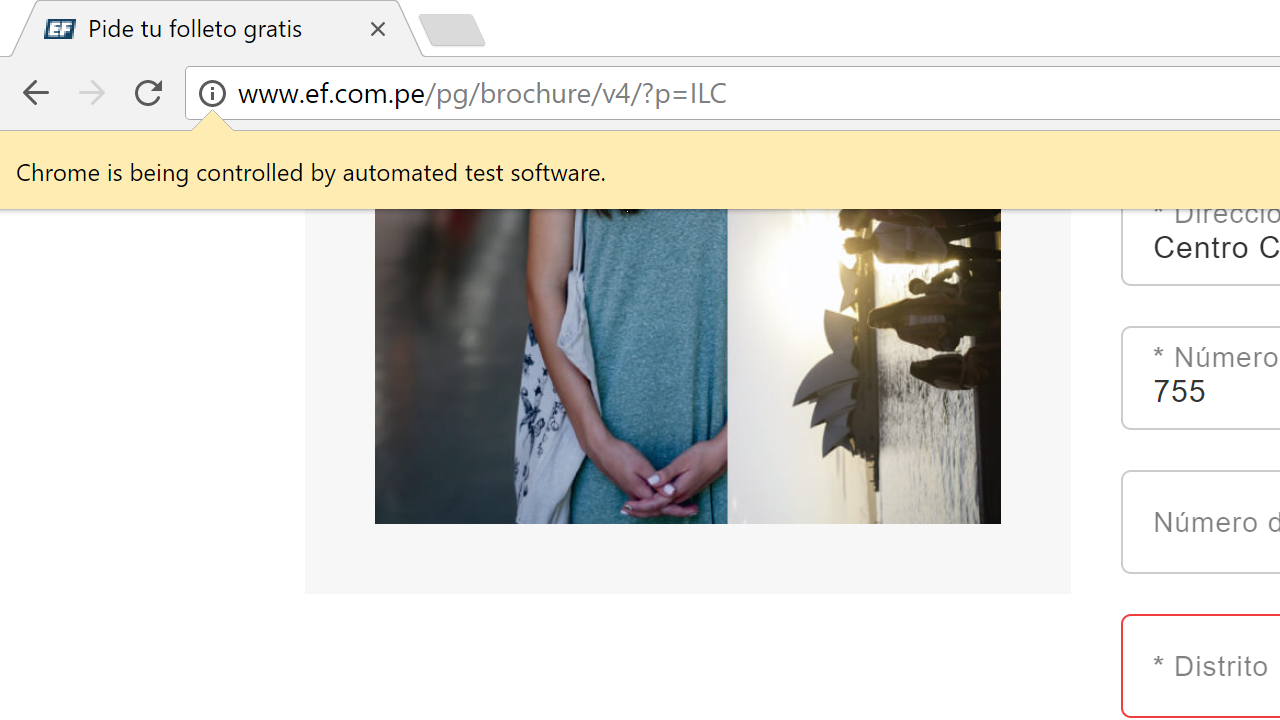 EF Pide tu folleto gratis
www.ef.com.pe/pg/brochure/v4/?p=ILC
Chrome is being controlled by automated test software.
Centro C
* Número
755
Número d
* Distrito